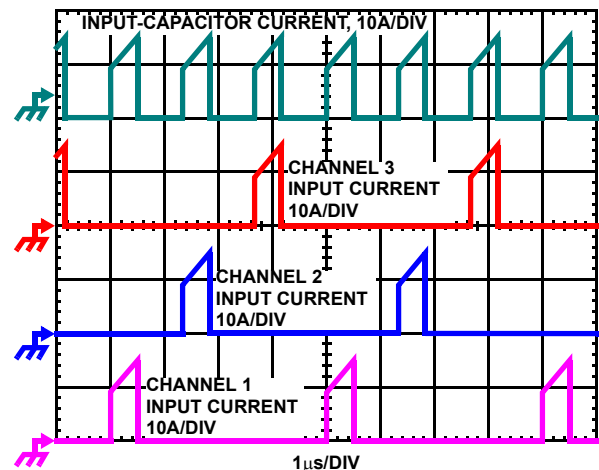 INPUT-CAPACITOR CURRENT, 10A/DIV
CHANNEL 3
INPUT CURRENT
10A/DIV
CHANNEL 2
INPUT CURRENT
10A/DIV
CHANNEL 1
INPUT CURRENT
10A/DIV
1μs/DIV